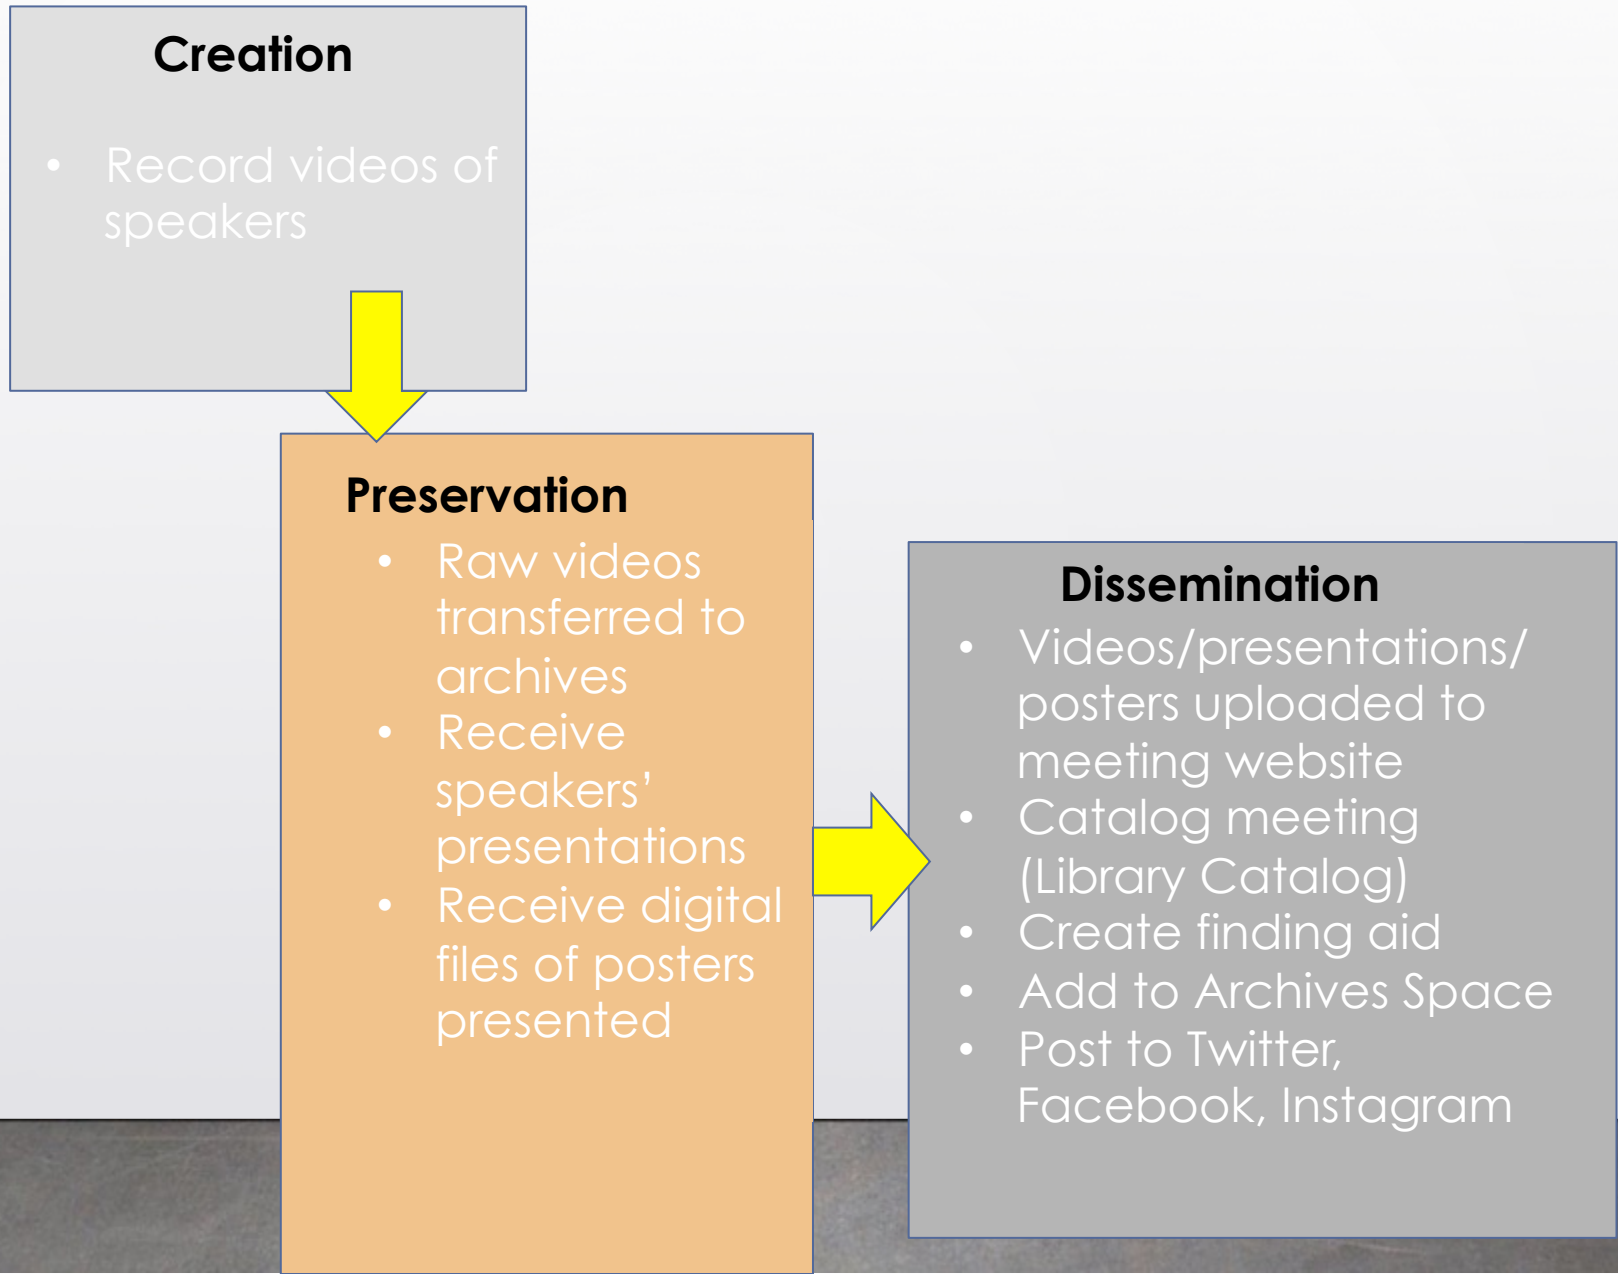 Creation
• Record videos of
speakers
Preservation
• Raw videos
transferred to
archives
• Receive
speakers’
presentations
• Receive digital
files of posters
presented
Dissemination
• Videos/presentations/
posters uploaded to
meeting website
• Catalog meeting
(Library Catalog)
• Create finding aid
• Add to Archives Space
• Post to Twitter,
Facebook, Instagram